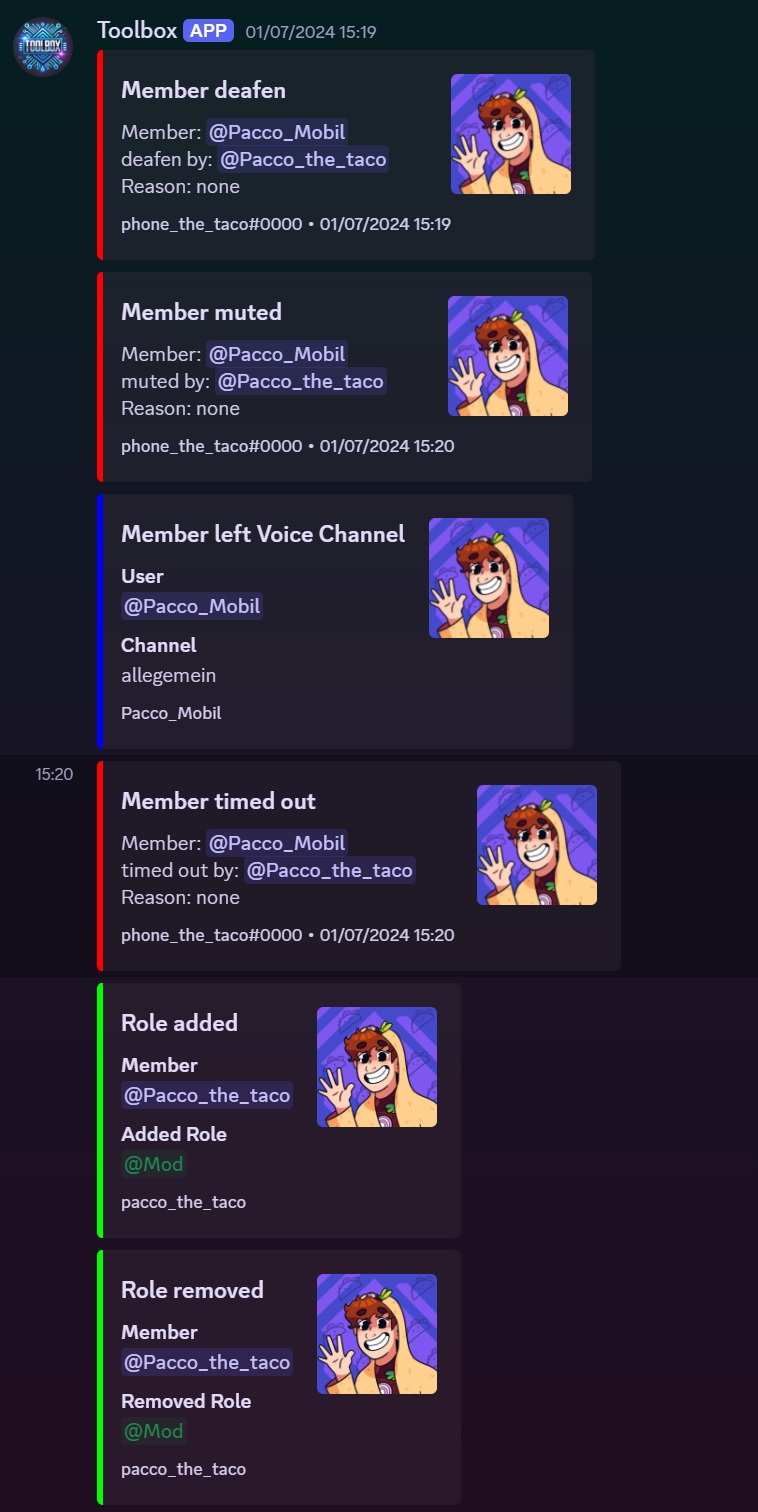 TOOLBOX
Toolbox APP 01/07/2024 15:19
Member deafen
Member: @Pacco_Mobil
deafen by: @Pacco_the_taco
Reason: none
phone_the_taco#0000 • 01/07/2024 15:19
Member muted
Member: @Pacco_Mobil
muted by: @Pacco_the_taco
Reason: none
phone_the_taco#0000 • 01/07/2024 15:20
Member left Voice Channel
User
@Pacco_Mobil
Channel
allegemein
Pacco_Mobil
15:20
Member timed out
Member: @Pacco_Mobil
timed out by: @Pacco_the_taco
Reason: none
phone_the_taco#0000 • 01/07/2024 15:20
Role added
Member
@Pacco_the_taco
Added Role
@Mod
pacco_the_taco
Role removed
Member
@Pacco_the_taco
Removed Role
@Mod
pacco_the_taco